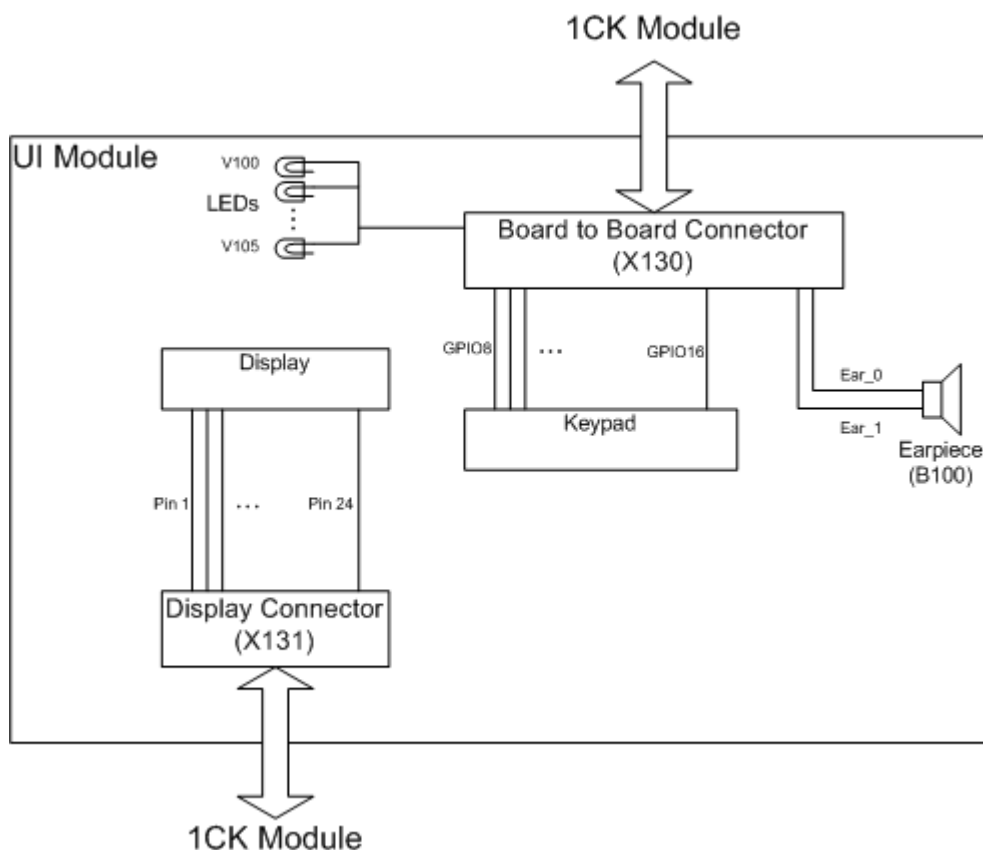 1CK Module
UI Module
V100
LEDs
V105
Board to Board Connector
(X130)
GPIO8
...
GPIO16
Display
Ear_0
Keypad
Ear_1
Earpiece
(B100)
Pin 1
...
Pin 24
Display Connector
(X131)
1CK Module